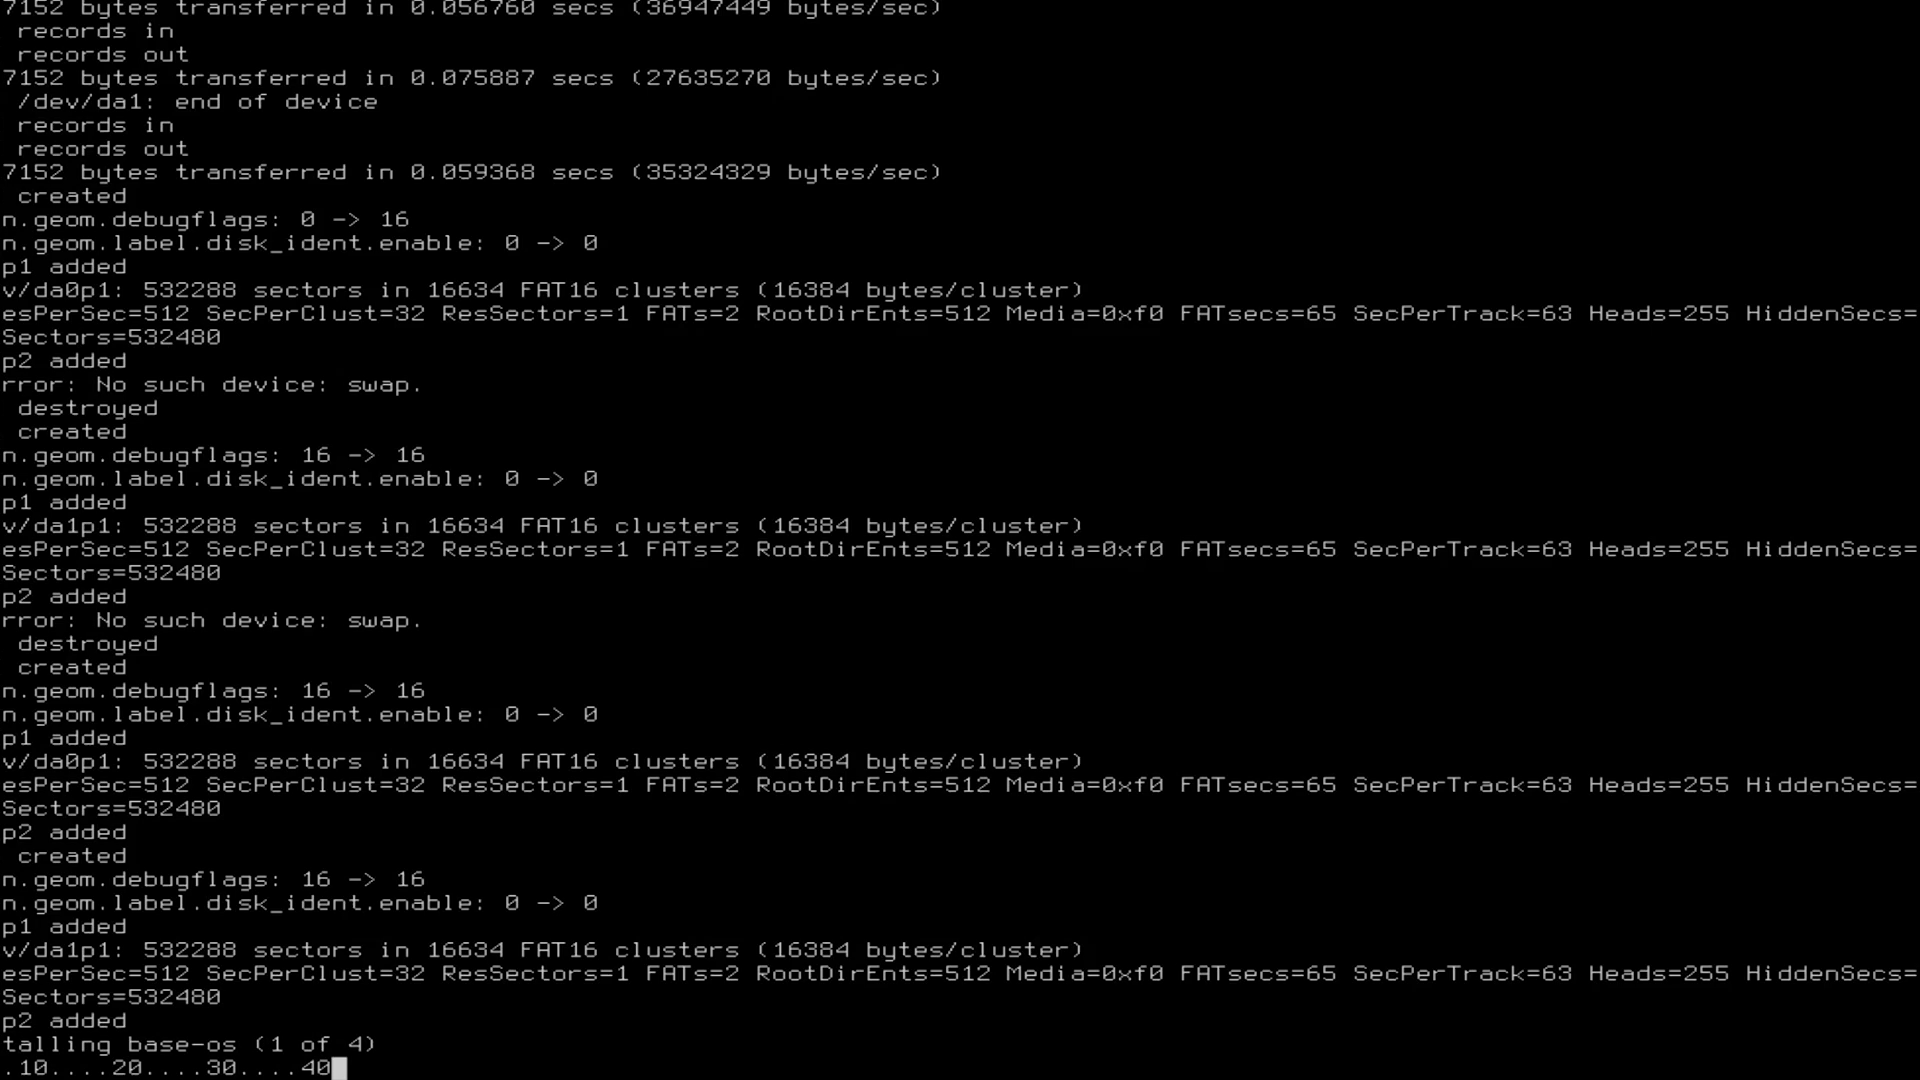 7152 bytes transferred in 0.056760 secs (36947449 bytes/sec)
records in
records out
7152 bytes transferred in 0.075887 secs (27635270 bytes/sec)
/dev/da1: end of device
records in
records out
7152 bytes transferred in 0.059368 secs (35324329 bytes/sec)
created
n.geom.debugflags: 0 -> 16
n.geom.label.disk_ident.enable: 0 -> 0
p1 added
v/da0p1: 532288 sectors in 16634 FAT16 clusters (16384 bytes/cluster)
esPerSec=512 SecPerClust=32 ResSectors=1 FATs=2 RootDirEnts=512 Media=0xf0 FATsecs=65 SecPerTrack=63 Heads=255 HiddenSecs=
Sectors=532480
p2 added
rror: No such device: swap.
destroyed
created
n.geom.debugflags: 16 -> 16
n.geom.label.disk_ident.enable: 0 -> 0
p1 added
v/da1p1: 532288 sectors in 16634 FAT16 clusters (16384 bytes/cluster)
esPerSec=512 SecPerClust=32 ResSectors=1 FATs=2 RootDirEnts=512 Media=0xf0 FATsecs=65 SecPerTrack=63 Heads=255 HiddenSecs=
Sectors=532480
p2 added
rror: No such device: swap.
destroyed
created
n.geom.debugflags: 16 -> 16
n.geom.label.disk_ident.enable: 0 -> 0
p1 added
v/da0p1: 532288 sectors in 16634 FAT16 clusters (16384 bytes/cluster)
esPerSec=512 SecPerClust=32 ResSectors=1 FATs=2 RootDirEnts=512 Media=0xf0 FATsecs=65 SecPerTrack=63 Heads=255 HiddenSecs=
Sectors=532480
p2 added
created
n.geom.debugflags: 16 -> 16
n.geom.label.disk_ident.enable: 0 -> 0
p1 added
v/da1p1: 532288 sectors in 16634 FAT16 clusters (16384 bytes/cluster)
esPerSec=512 SecPerClust=32 ResSectors=1 FATs=2 RootDirEnts=512 Media=0xf0 FATsecs=65 SecPerTrack=63 Heads=255 HiddenSecs=
Sectors=532480
p2 added
talling base-os (1 of 4)
.10....20....30....40